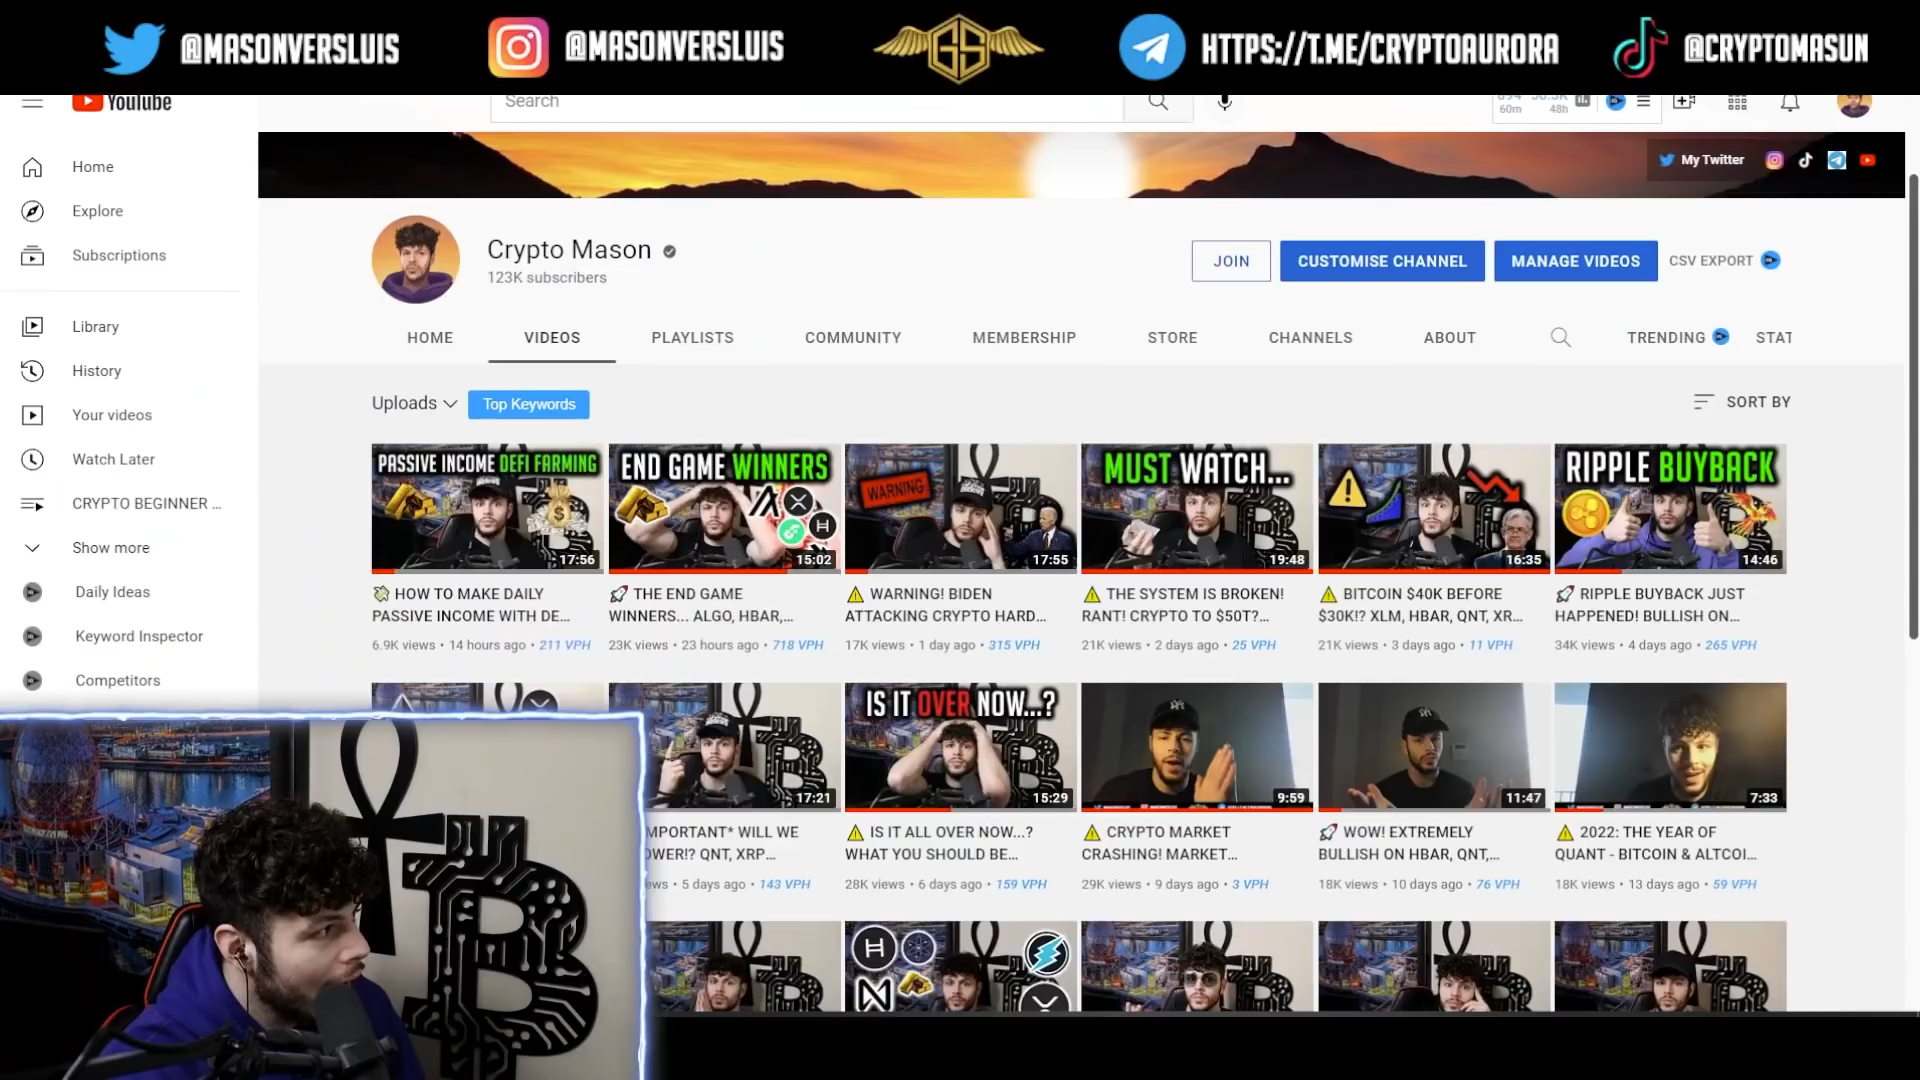 @MASONVERSLUIS
@MASONVERSLUIS
GS
HTTPS://T.ME/CRYPTOAURORA
@CRYPTOMASUN
YouTube
Search
60m
48h
Home
Explore
Subscriptions
Library
History
Your videos
Watch Later
CRYPTO BEGINNER ...
Show more
Daily Ideas
Keyword Inspector
Competitors
My Twitter
Crypto Mason
123K subscribers
JOIN
CUSTOMISE CHANNEL
MANAGE VIDEOS
CSV EXPORT
HOME
VIDEOS
PLAYLISTS
COMMUNITY
MEMBERSHIP
STORE
CHANNELS
ABOUT
TRENDING
STAT
Uploads
Top Keywords
SORT BY
PASSIVE INCOME DEFI FARMING
17:56
HOW TO MAKE DAILY
PASSIVE INCOME WITH DE...
6.9K views • 14 hours ago • 211 VPH
END GAME WINNERS
15:02
THE END GAME
WINNERS... ALGO, HBAR,...
23K views • 23 hours ago • 718 VPH
WARNING
17:55
WARNING! BIDEN
ATTACKING CRYPTO HARD...
17K views • 1 day ago • 315 VPH
MUST WATCH...
19:48
THE SYSTEM IS BROKEN!
RANT! CRYPTO TO $50T?...
21K views • 2 days ago • 25 VPH
16:35
BITCOIN $40K BEFORE
$30K!? XLM, HBAR, QNT, XR...
21K views • 3 days ago • 11 VPH
RIPPLE BUYBACK
14:46
RIPPLE BUYBACK JUST
HAPPENED! BULLISH ON...
34K views • 4 days ago • 265 VPH
17:21
MPORTANT* WILL WE
OWER!? QNT, XRP...
ews • 5 days ago • 143 VPH
IS IT OVER NOW...?
15:29
IS IT ALL OVER NOW...?
WHAT YOU SHOULD BE...
28K views • 6 days ago • 159 VPH
9:59
CRYPTO MARKET
CRASHING! MARKET...
29K views • 9 days ago • 3 VPH
11:47
WOW! EXTREMELY
BULLISH ON HBAR, QNT,...
18K views • 10 days ago • 76 VPH
7:33
2022: THE YEAR OF
QUANT - BITCOIN & ALTCOI...
18K views • 13 days ago • 59 VPH